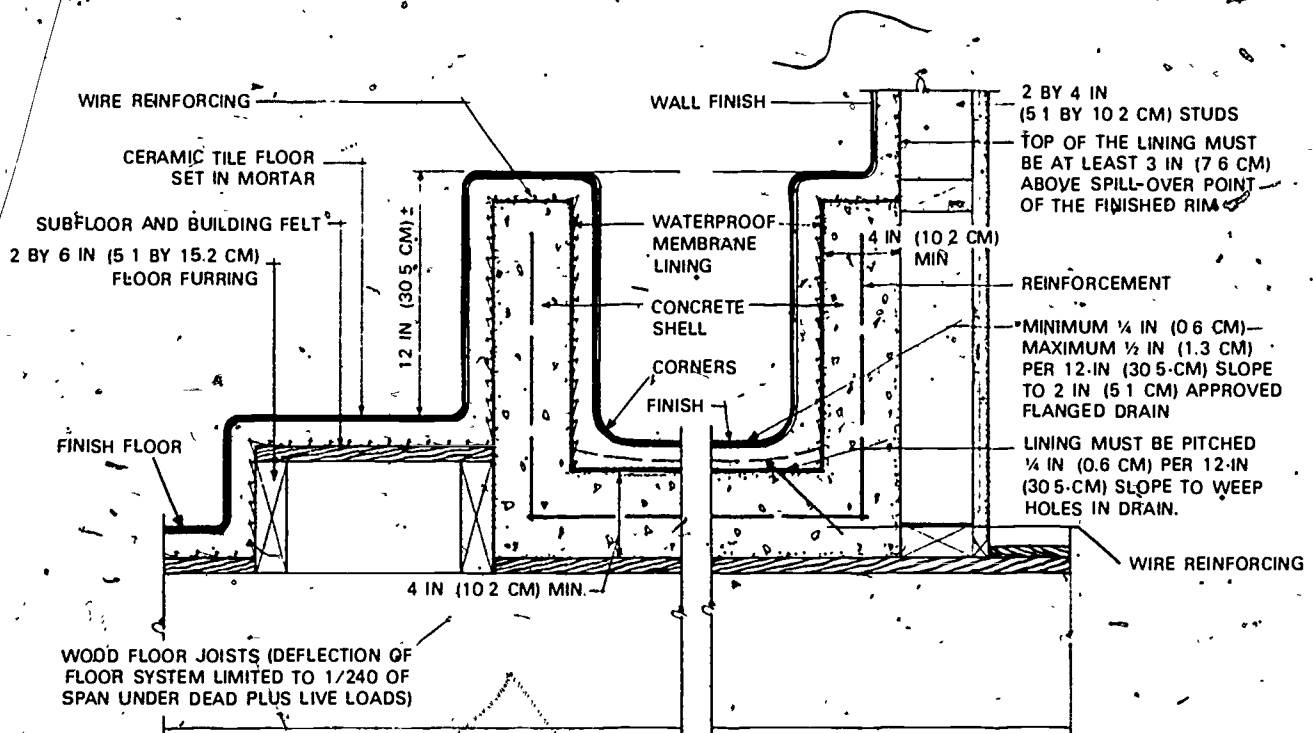 WIRE REINFORCING
CERAMIC TILE FLOOR
SET IN MORTAR
SUBFLOOR AND BUILDING FELT
2 BY 6 IN (5 1 BY 15.2 CM)
FLOOR FURRING
FINISH FLOOR
12 IN (30 5 CM) ±
WALL FINISH
WATERPROOF
MEMBRANE
LINING
CONCRETE
SHELL
CORNERS
FINISH
4 IN (10 2 CM)
MIN
2 BY 4 IN
(5 1 BY 10 2 CM) STUDS
TOP OF THE LINING MUST
BE AT LEAST 3 IN (7 6 CM)
ABOVE SPILL-OVER POINT
OF THE FINISHED RIM
REINFORCEMENT
MINIMUM ¼ IN (0 6 CM)—
MAXIMUM ½ IN (1.3 CM)
PER 12-IN (30 5-CM) SLOPE
TO 2 IN (5 1 CM) APPROVED
FLANGED DRAIN
LINING MUST BE PITCHED
¼ IN (0 6 CM) PER 12-IN
(30 5-CM) SLOPE TO WEEP
HOLES IN DRAIN.
WIRE REINFORCING
4 IN (10 2 CM) MIN.
WOOD FLOOR JOISTS (DEFLECTION OF
FLOOR SYSTEM LIMITED TO 1/240 OF
SPAN UNDER DEAD PLUS LIVE LOADS)